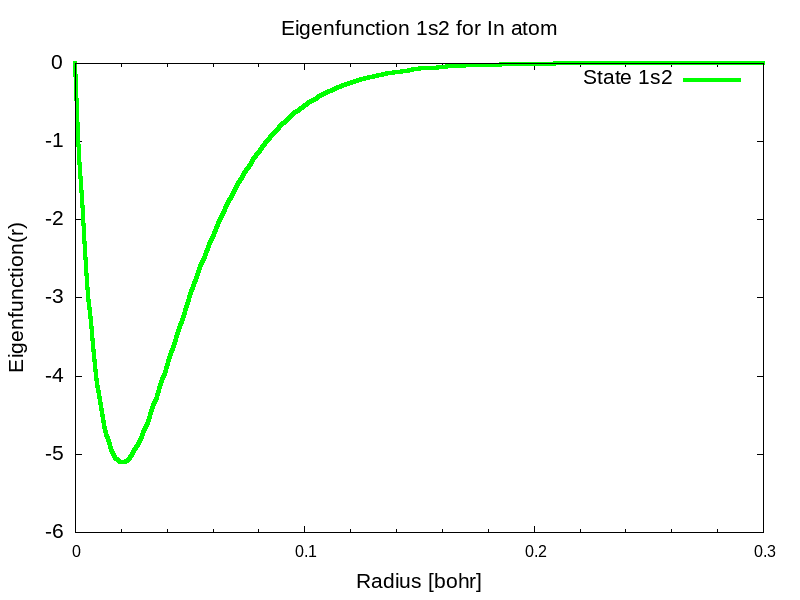 Eigenfunction 1s2 for In atom
State 1s2
0
-1
-2
-3
-4
-5
-6
Eigenfunction(r)
0 0.1 0.2 0.3
Radius [bohr]